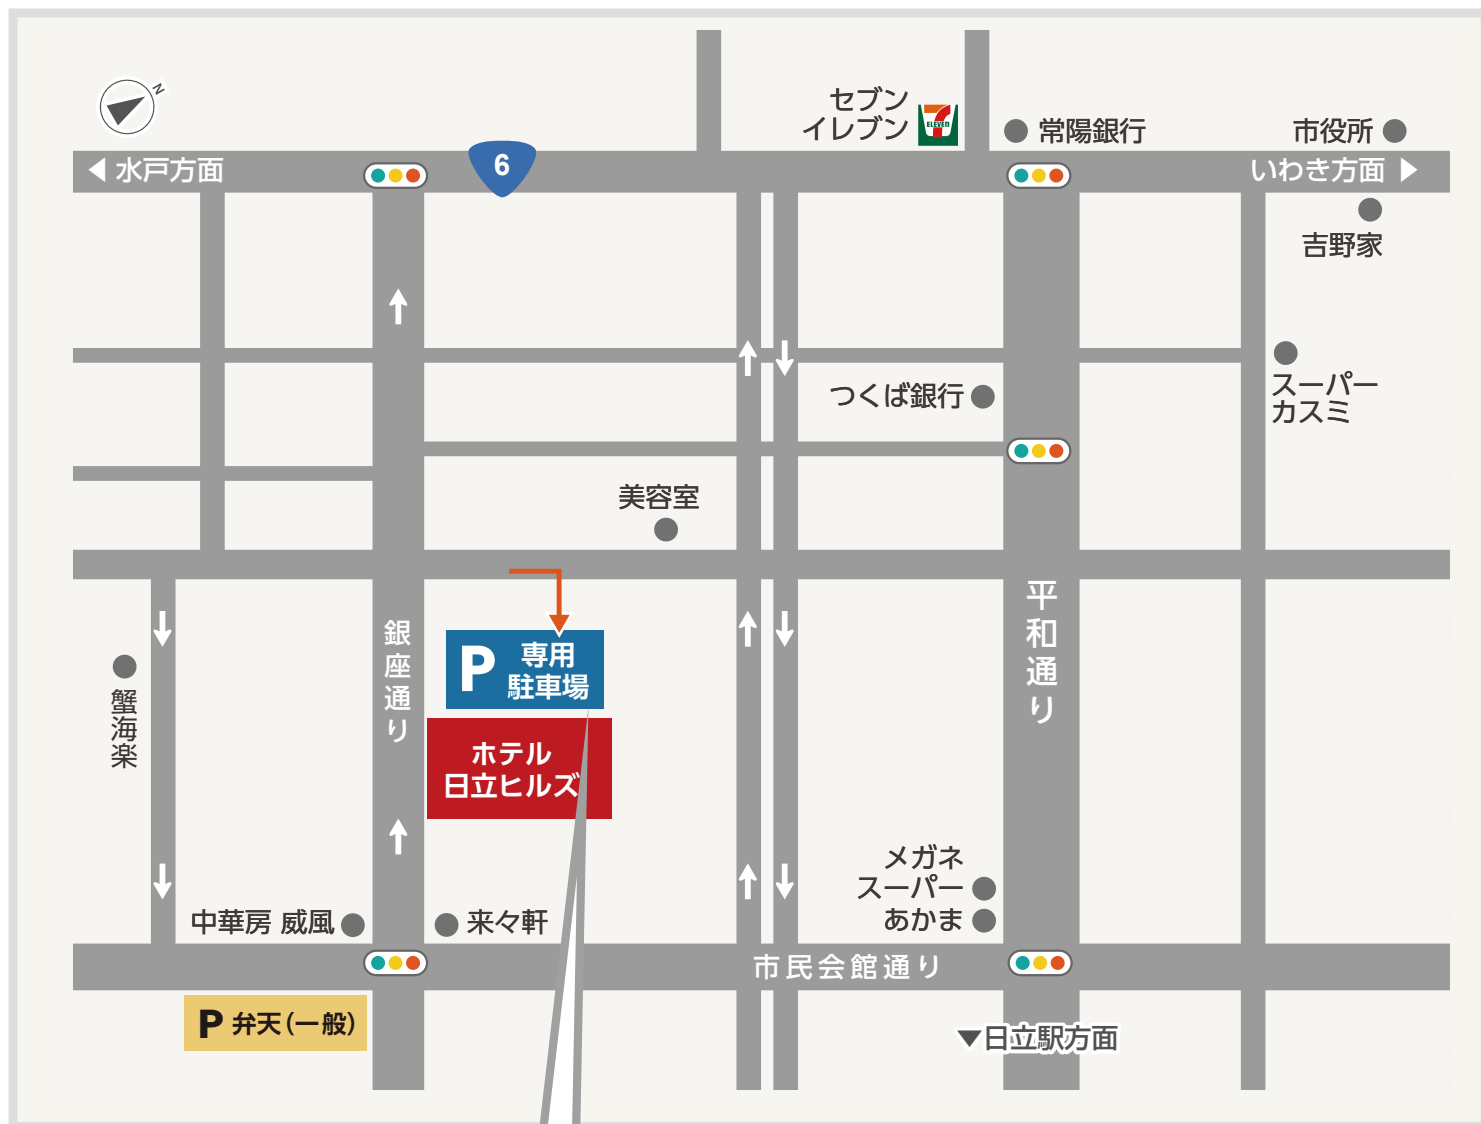 N
セブン
イレブン
ELEVEN
常陽銀行
市役所
水戸方面
6
いわき方面
吉野家
スーパー
カスミ
つくば銀行
美容室
平和通り
銀座通り
P 専用
駐車場
蟹海楽
ホテル
日立ヒルズ
メガネ
スーパー
あかま
中華房 威風
来々軒
市民会館通り
P 弁天(一般)
▼日立駅方面